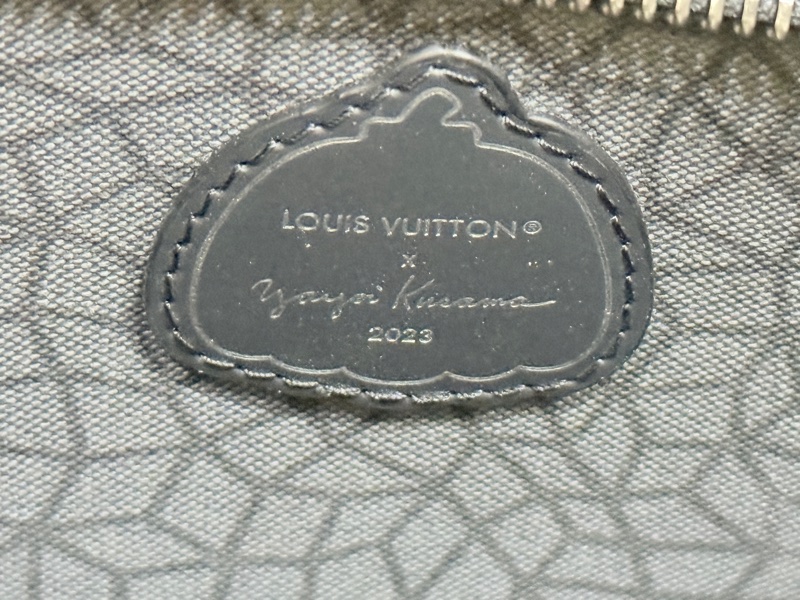 LOUIS VUITTON®
x
Yayoi Kusama
2023